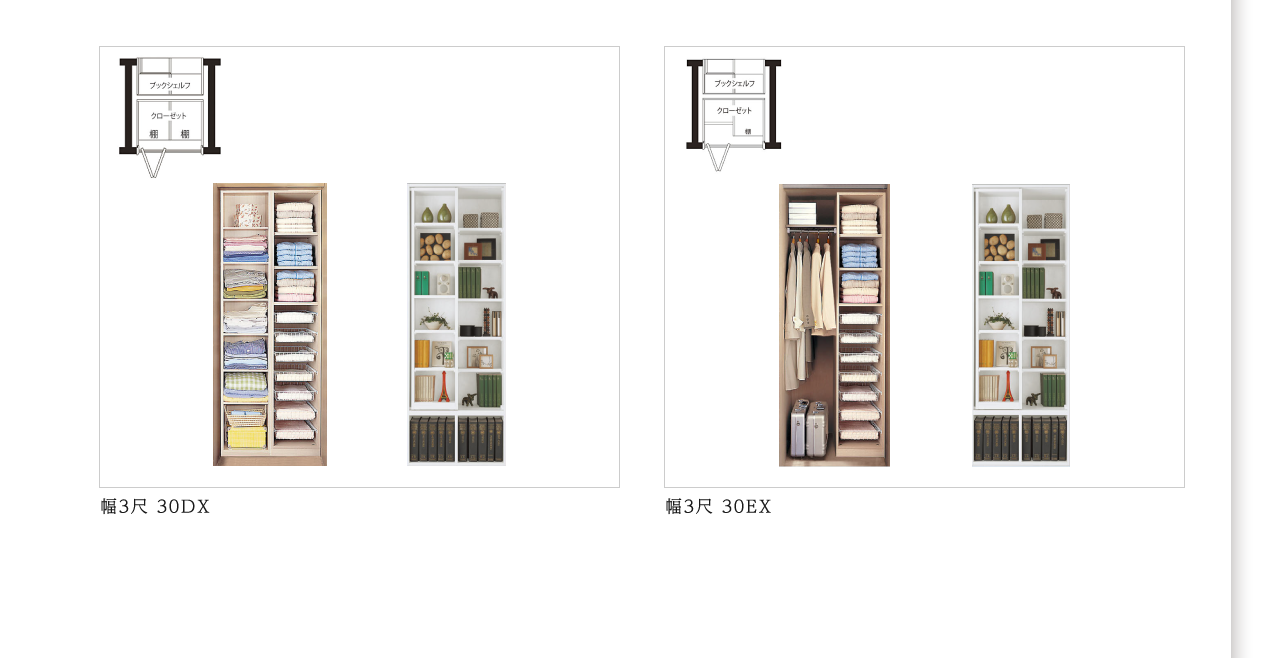 ブックシェルフ
クローゼット
棚 棚
幅3尺 30DX
ブックシェルフ
クローゼット
棚
幅3尺 30EX